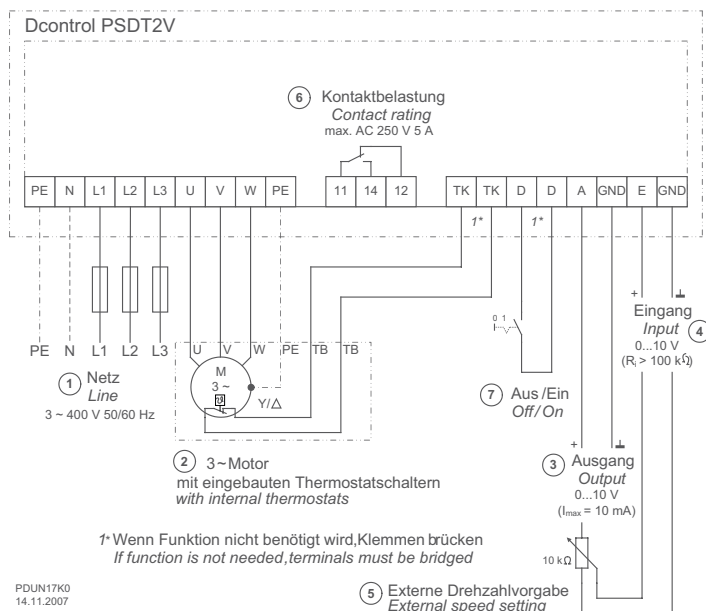 Dcontrol PSDT2V
6 Kontaktbelastung
Contact rating
max. AC 250 V 5 A
PE N L1 L2 L3 U V W PE 11 14 12 TK TK D D A GND E GND
1* 1*
0 1
+ ⊥
Eingang 4
Input
0...10 V
(Ri > 100 kΩ)
PE N L1 L2 L3 U V W PE TB TB
1 Netz
Line
3 ~ 400 V 50/60 Hz
M
3 ~
ϑ
Y/Δ
7 Aus/Ein
Off/On
+ ⊥
2 3~Motor
mit eingebauten Thermostatschaltern
with internal thermostats
3 Ausgang
Output
0...10 V
(Imax = 10 mA)
1* Wenn Funktion nicht benötigt wird,Klemmen brücken
If function is not needed,terminals must be bridged
10 kΩ
PDUN17K0
14.11.2007
5 Externe Drehzahlvorgabe
External speed setting